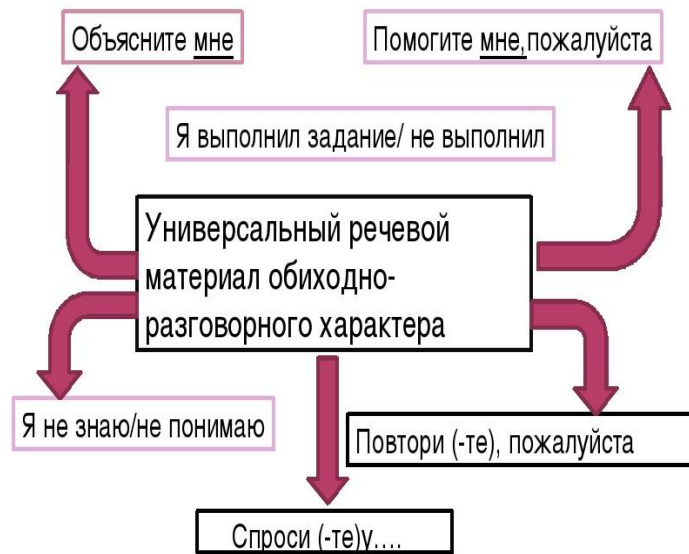 Объясните мне
Помогите мне,пожалуйста
Я выполнил задание/ не выполнил
Универсальный речевой
материал обиходно-
разговорного характера
Я не знаю/не понимаю
Повтори (-те), пожалуйста
Спроси (-те)у....